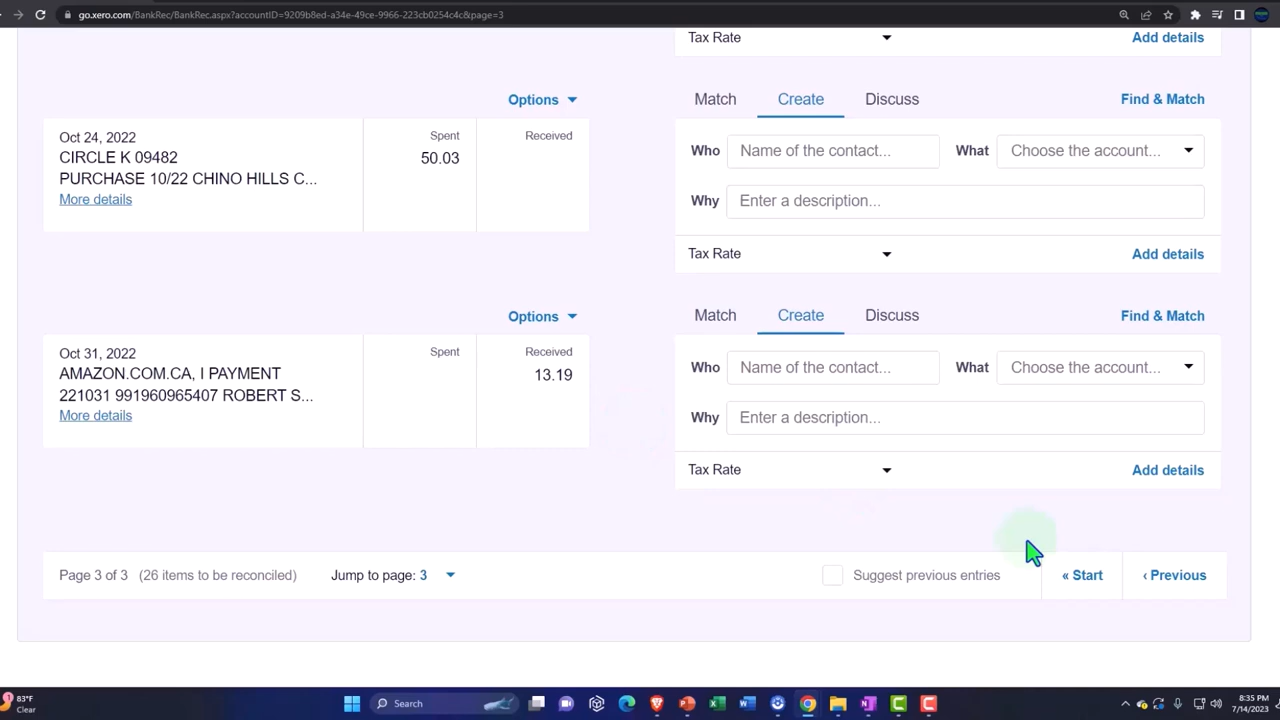 go.xero.com/BankRec/BankRec.aspx?accountID=9209b8ed-a34e-49ce-9966-223cb0254c4c&page=3
Tax Rate Add details
Options Match Create Discuss Find & Match
Oct 24, 2022 Spent Received
CIRCLE K 09482 50.03
PURCHASE 10/22 CHINO HILLS C...
More details
Who Name of the contact... What Choose the account...
Why Enter a description...
Tax Rate Add details
Options Match Create Discuss Find & Match
Oct 31, 2022 Spent Received
AMAZON.COM.CA, I PAYMENT 13.19
221031 991960965407 ROBERT S...
More details
Who Name of the contact... What Choose the account...
Why Enter a description...
Tax Rate Add details
Page 3 of 3 (26 items to be reconciled) Jump to page: 3 Suggest previous entries « Start ‹ Previous
1 83°F
Clear
Search
8:35 PM
7/14/2023